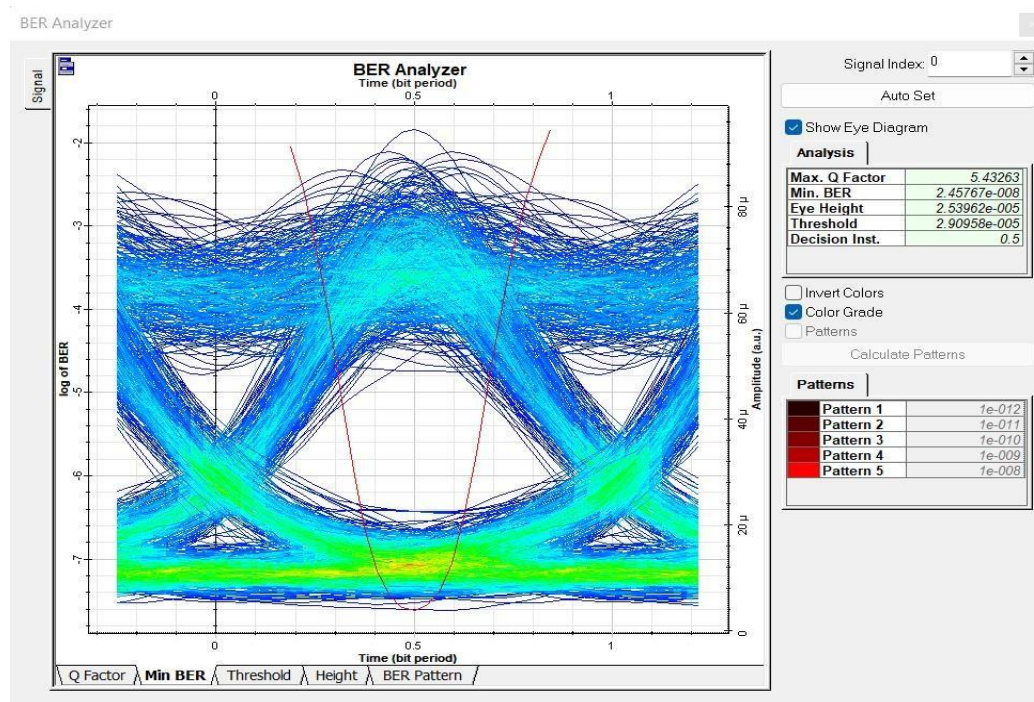 BER Analyzer
Signal
BER Analyzer
Time (bit period)
0 0.5 1
log of BER
-2
-3
-4
-5
-6
-7
Amplitude (a.u.)
80 µ
60 µ
40 µ
20 µ
0
0 0.5 1
Time (bit period)
Q Factor Min BER Threshold Height BER Pattern
Signal Index: 0
Auto Set
Show Eye Diagram
Analysis
Max. Q Factor 5.43263
Min. BER 2.45767e-008
Eye Height 2.53962e-005
Threshold 2.90958e-005
Decision Inst. 0.5
Invert Colors
Color Grade
Patterns
Calculate Patterns
Patterns
Pattern 1 1e-012
Pattern 2 1e-011
Pattern 3 1e-010
Pattern 4 1e-009
Pattern 5 1e-008